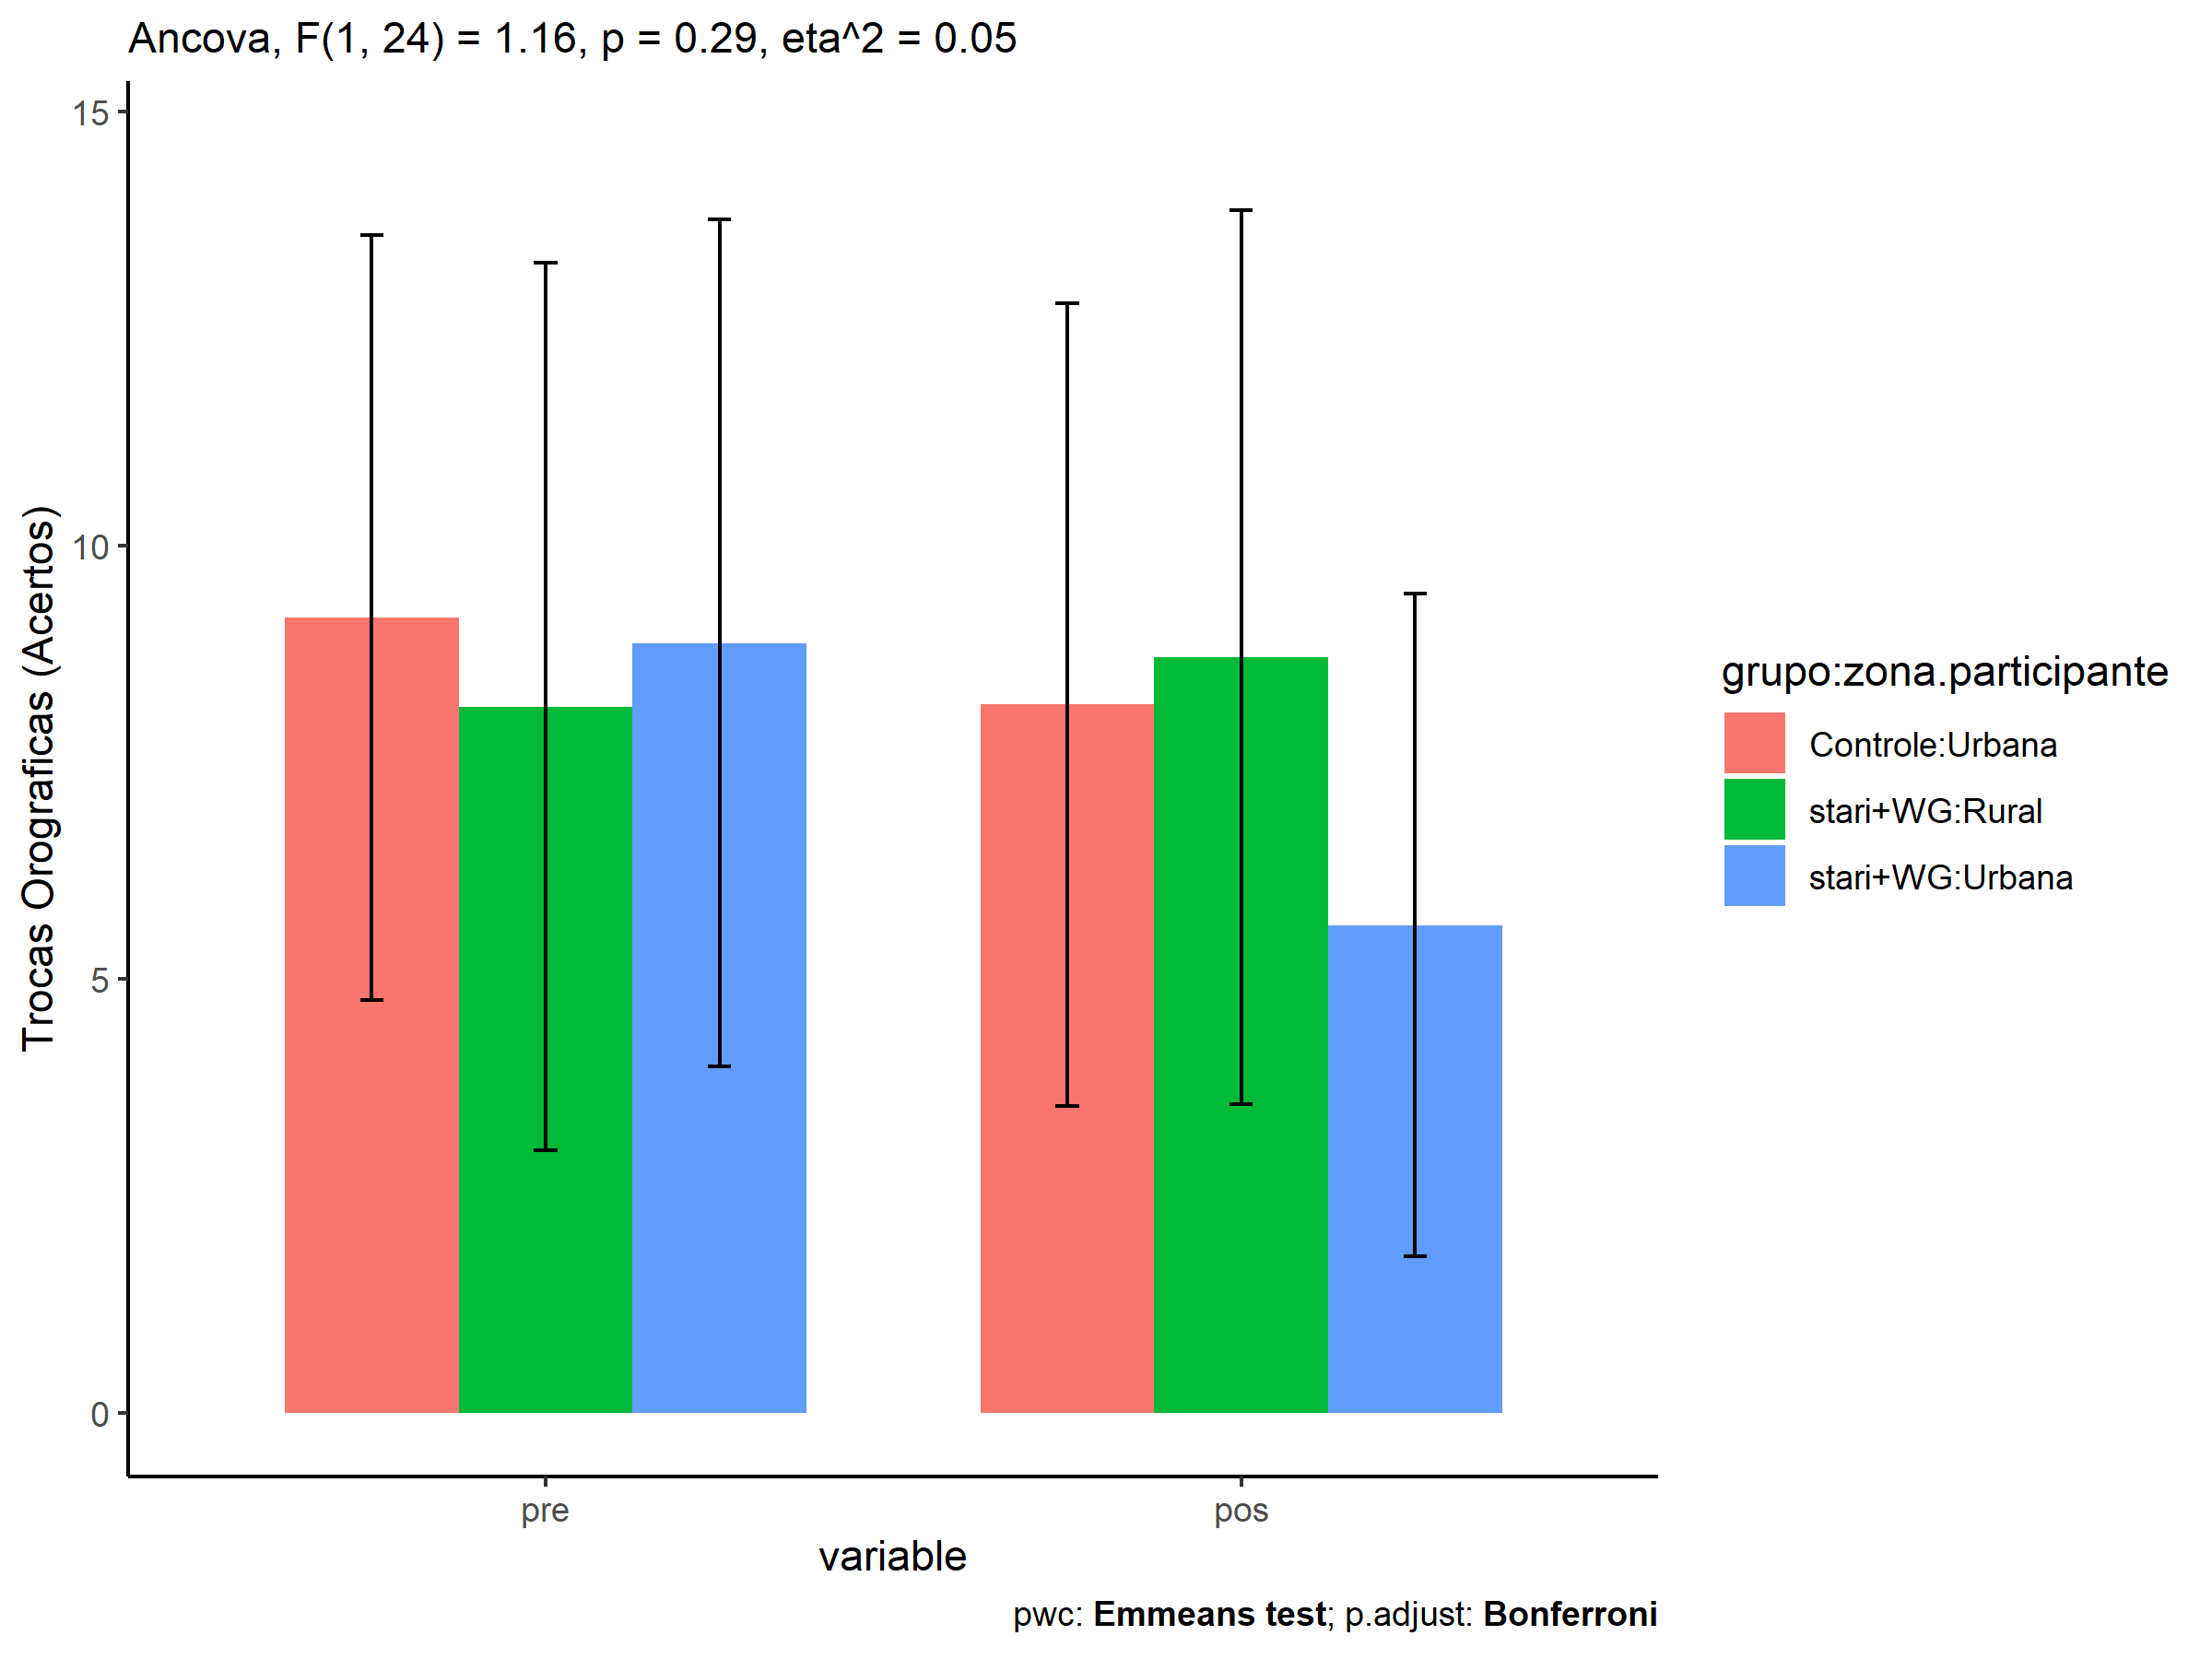 Ancova, F(1, 24) = 1.16, p = 0.29, eta^2 = 0.05
Trocas Orograficas (Acertos)
15
10
5
0
pre
pos
variable
grupo:zona.participante
Controle:Urbana
stari+WG:Rural
stari+WG:Urbana
pwc: Emmeans test; p.adjust: Bonferroni